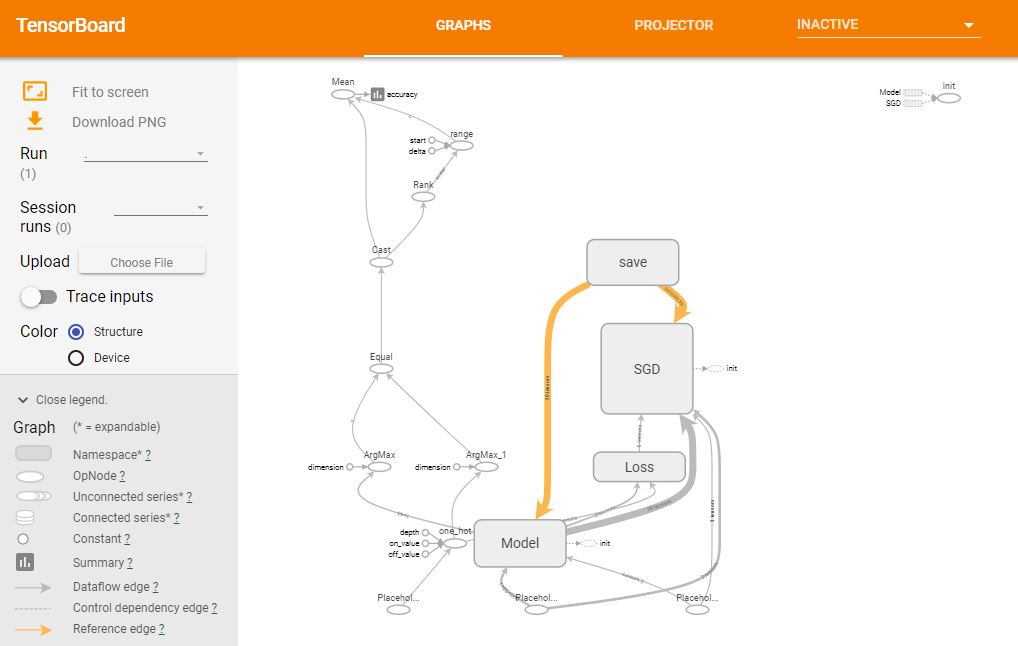 TensorBoard
GRAPHS
PROJECTOR
INACTIVE
Fit to screen
Download PNG
Run
(1)
.
Session
runs (0)
Upload
Choose File
Trace inputs
Color
Structure
Device
Close legend.
Graph
(* = expandable)
Namespace* ?
OpNode ?
Unconnected series* ?
Connected series* ?
Constant ?
Summary ?
Dataflow edge ?
Control dependency edge ?
Reference edge ?
Mean
accuracy
start
delta
range
Rank
Cast
Equal
dimension
ArgMax
dimension
ArgMax_1
depth
on_value
off_value
one_hot
Placehol...
Placehol...
Placehol...
save
SGD
init
Loss
Model
init
Model
SGD
init